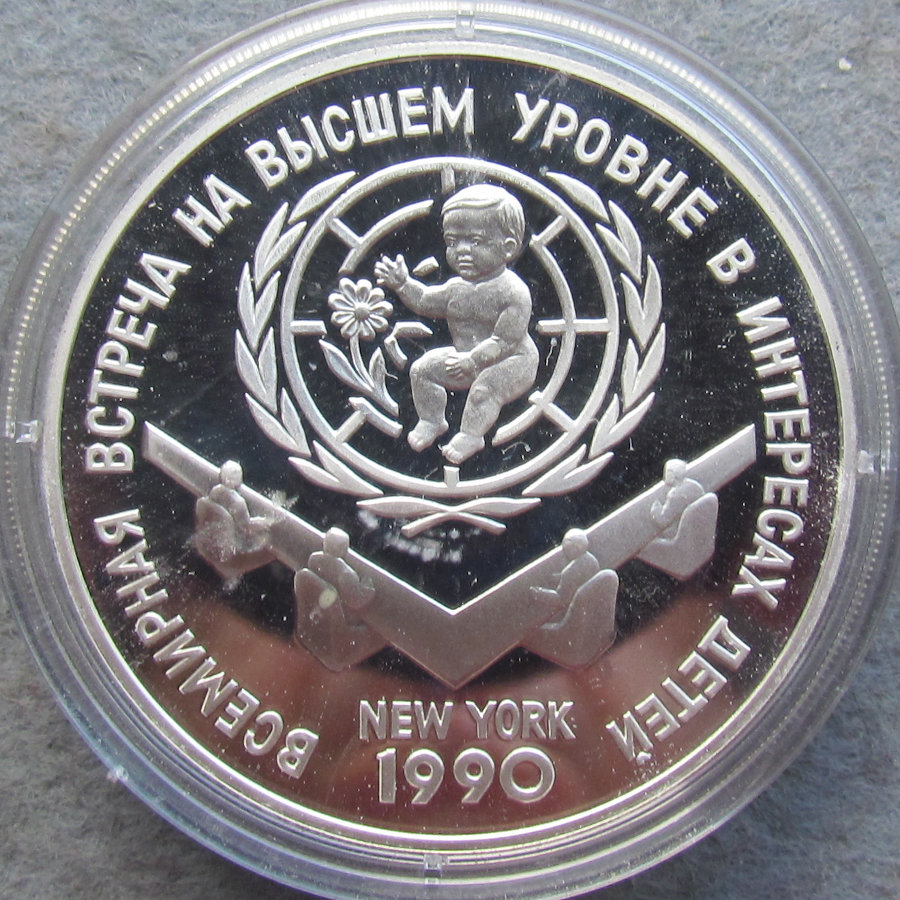 ВСЕМИРНАЯ ВСТРЕЧА НА ВЫСШЕМ УРОВНЕ В ИНТЕРЕСАХ ДЕТЕЙ
NEW YORK
1990